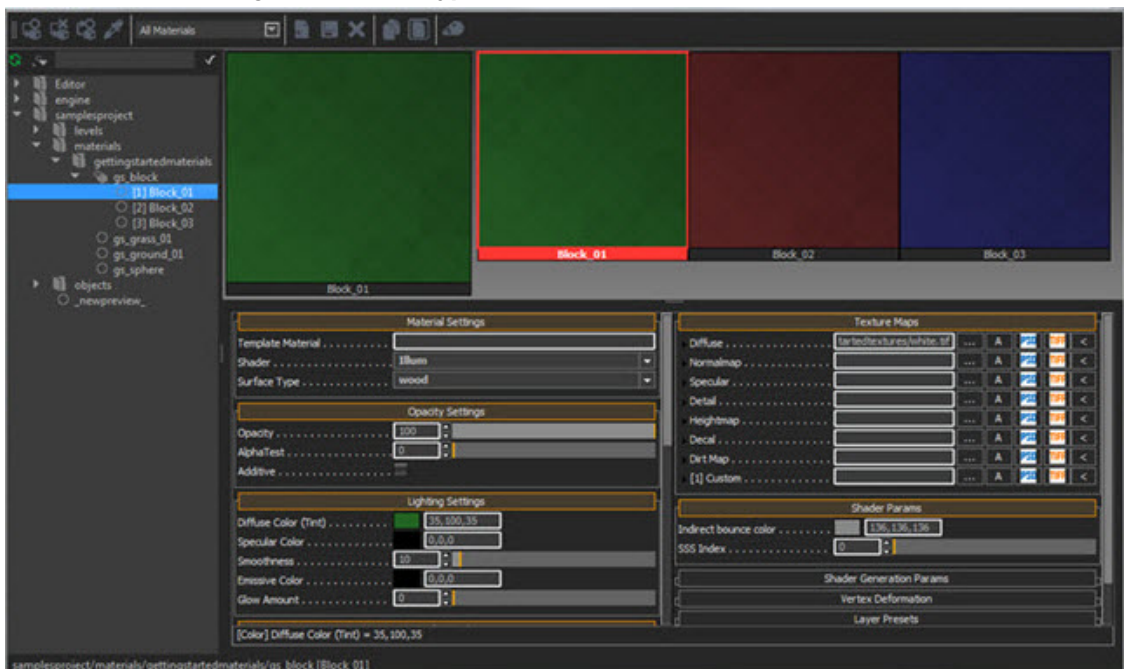 All Materials
Editor
engine
samplesproject
levels
materials
gettingstartedmaterials
gs_block
[1] Block_01
[2] Block_02
[3] Block_03
gs_grass_01
gs_ground_01
gs_sphere
objects
_newpreview_
Block_01
Block_01
Block_02
Block_03
Material Settings
Template Material
Shader Illum
Surface Type wood
Opacity Settings
Opacity 100
AlphaTest 0
Additive
Lighting Settings
Diffuse Color (Tint) 35,100,35
Specular Color 0,0,0
Smoothness 10
Emissive Color 0,0,0
Glow Amount 0
Texture Maps
Diffuse tartedtextures/white.tif ... A <
Normalmap ... A <
Specular ... A <
Detail ... A <
Heightmap ... A <
Decal ... A <
Dirt Map ... A <
[1] Custom ... A <
Shader Params
Indirect bounce color 136,136,136
SSS Index 0
Shader Generation Params
Vertex Deformation
Layer Presets
[Color] Diffuse Color (Tint) = 35,100,35
samplesproject/materials/gettingstartedmaterials/gs_block [Block_01]